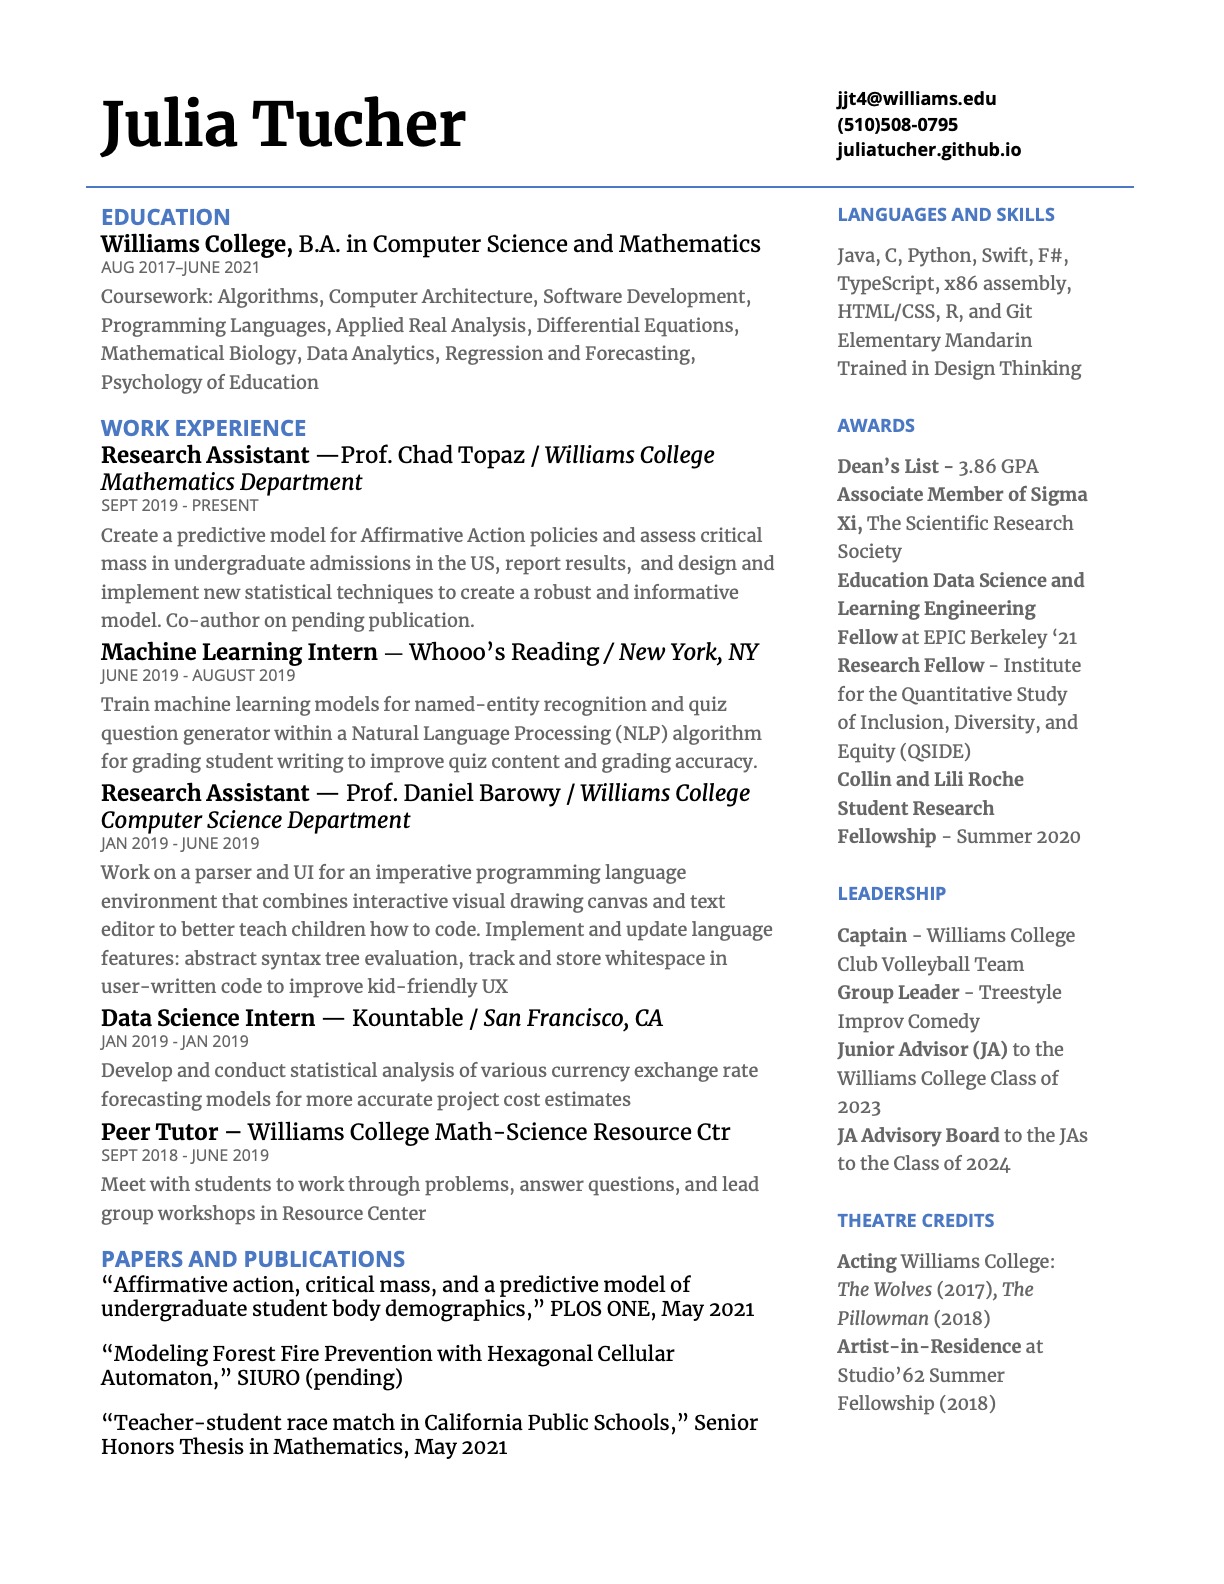 Julia Tucher
jjt4@williams.edu
(510)508-0795
juliatucher.github.io
EDUCATION
Williams College, B.A. in Computer Science and Mathematics
AUG 2017–JUNE 2021
Coursework: Algorithms, Computer Architecture, Software Development,
Programming Languages, Applied Real Analysis, Differential Equations,
Mathematical Biology, Data Analytics, Regression and Forecasting,
Psychology of Education
WORK EXPERIENCE
Research Assistant —Prof. Chad Topaz / Williams College
Mathematics Department
SEPT 2019 - PRESENT
Create a predictive model for Affirmative Action policies and assess critical
mass in undergraduate admissions in the US, report results,  and design and
implement new statistical techniques to create a robust and informative
model. Co-author on pending publication.
Machine Learning Intern — Whooo’s Reading / New York, NY
JUNE 2019 - AUGUST 2019
Train machine learning models for named-entity recognition and quiz
question generator within a Natural Language Processing (NLP) algorithm
for grading student writing to improve quiz content and grading accuracy.
Research Assistant — Prof. Daniel Barowy / Williams College
Computer Science Department
JAN 2019 - JUNE 2019
Work on a parser and UI for an imperative programming language
environment that combines interactive visual drawing canvas and text
editor to better teach children how to code. Implement and update language
features: abstract syntax tree evaluation, track and store whitespace in
user-written code to improve kid-friendly UX
Data Science Intern — Kountable / San Francisco, CA
JAN 2019 - JAN 2019
Develop and conduct statistical analysis of various currency exchange rate
forecasting models for more accurate project cost estimates
Peer Tutor – Williams College Math-Science Resource Ctr
SEPT 2018 - JUNE 2019
Meet with students to work through problems, answer questions, and lead
group workshops in Resource Center
PAPERS AND PUBLICATIONS
“Affirmative action, critical mass, and a predictive model of
undergraduate student body demographics,” PLOS ONE, May 2021
“Modeling Forest Fire Prevention with Hexagonal Cellular
Automaton,” SIURO (pending)
“Teacher-student race match in California Public Schools,” Senior
Honors Thesis in Mathematics, May 2021
LANGUAGES AND SKILLS
Java, C, Python, Swift, F#,
TypeScript, x86 assembly,
HTML/CSS, R, and Git
Elementary Mandarin
Trained in Design Thinking
AWARDS
Dean’s List - 3.86 GPA
Associate Member of Sigma
Xi, The Scientific Research
Society
Education Data Science and
Learning Engineering
Fellow at EPIC Berkeley ‘21
Research Fellow - Institute
for the Quantitative Study
of Inclusion, Diversity, and
Equity (QSIDE)
Collin and Lili Roche
Student Research
Fellowship - Summer 2020
LEADERSHIP
Captain - Williams College
Club Volleyball Team
Group Leader - Treestyle
Improv Comedy
Junior Advisor (JA) to the
Williams College Class of
2023
JA Advisory Board to the JAs
to the Class of 2024
THEATRE CREDITS
Acting Williams College:
The Wolves (2017), The
Pillowman (2018)
Artist-in-Residence at
Studio’62 Summer
Fellowship (2018)